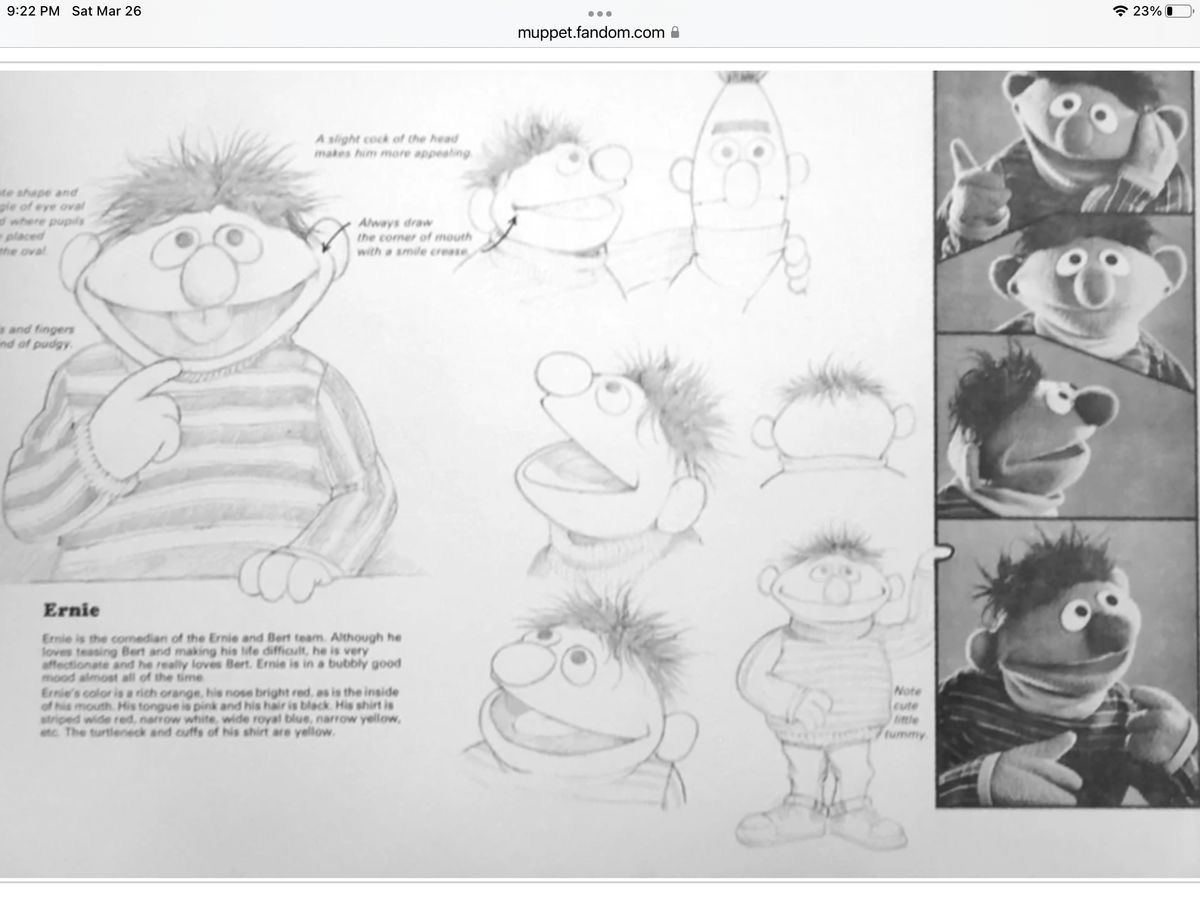 9:22 PM Sat Mar 26
23%
muppet.fandom.com
shape and
of eye oval
where pupils
placed
the oval.
and fingers
of pudgy.
A slight cock of the head
makes him more appealing.
Always draw
the corner of mouth
with a smile crease.
Ernie
Ernie is the comedian of the Ernie and Bert team. Although he
loves teasing Bert and making his life difficult, he is very
affectionate and he really loves Bert. Ernie is in a bubbly good
mood almost all of the time.
Ernie's color is a rich orange, his nose bright red, as is the inside
of his mouth. His tongue is pink and his hair is black. His shirt is
striped wide red, narrow white, wide royal blue, narrow yellow,
etc. The turtleneck and cuffs of his shirt are yellow.
Note
cute
little
tummy.